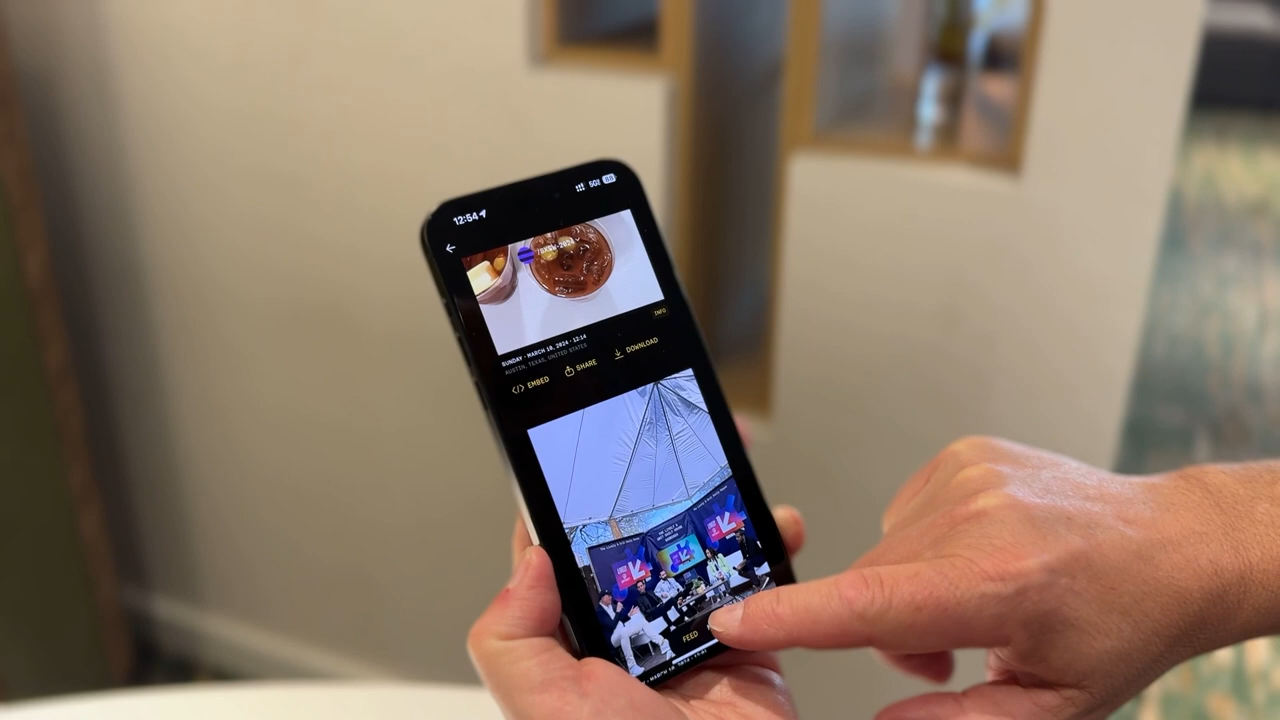 12:54
5G
88
/SXSW-2024
INFO
SUNDAY · MARCH 10, 2024 · 12:14
AUSTIN, TEXAS, UNITED STATES
</> EMBED
SHARE
DOWNLOAD
FEED